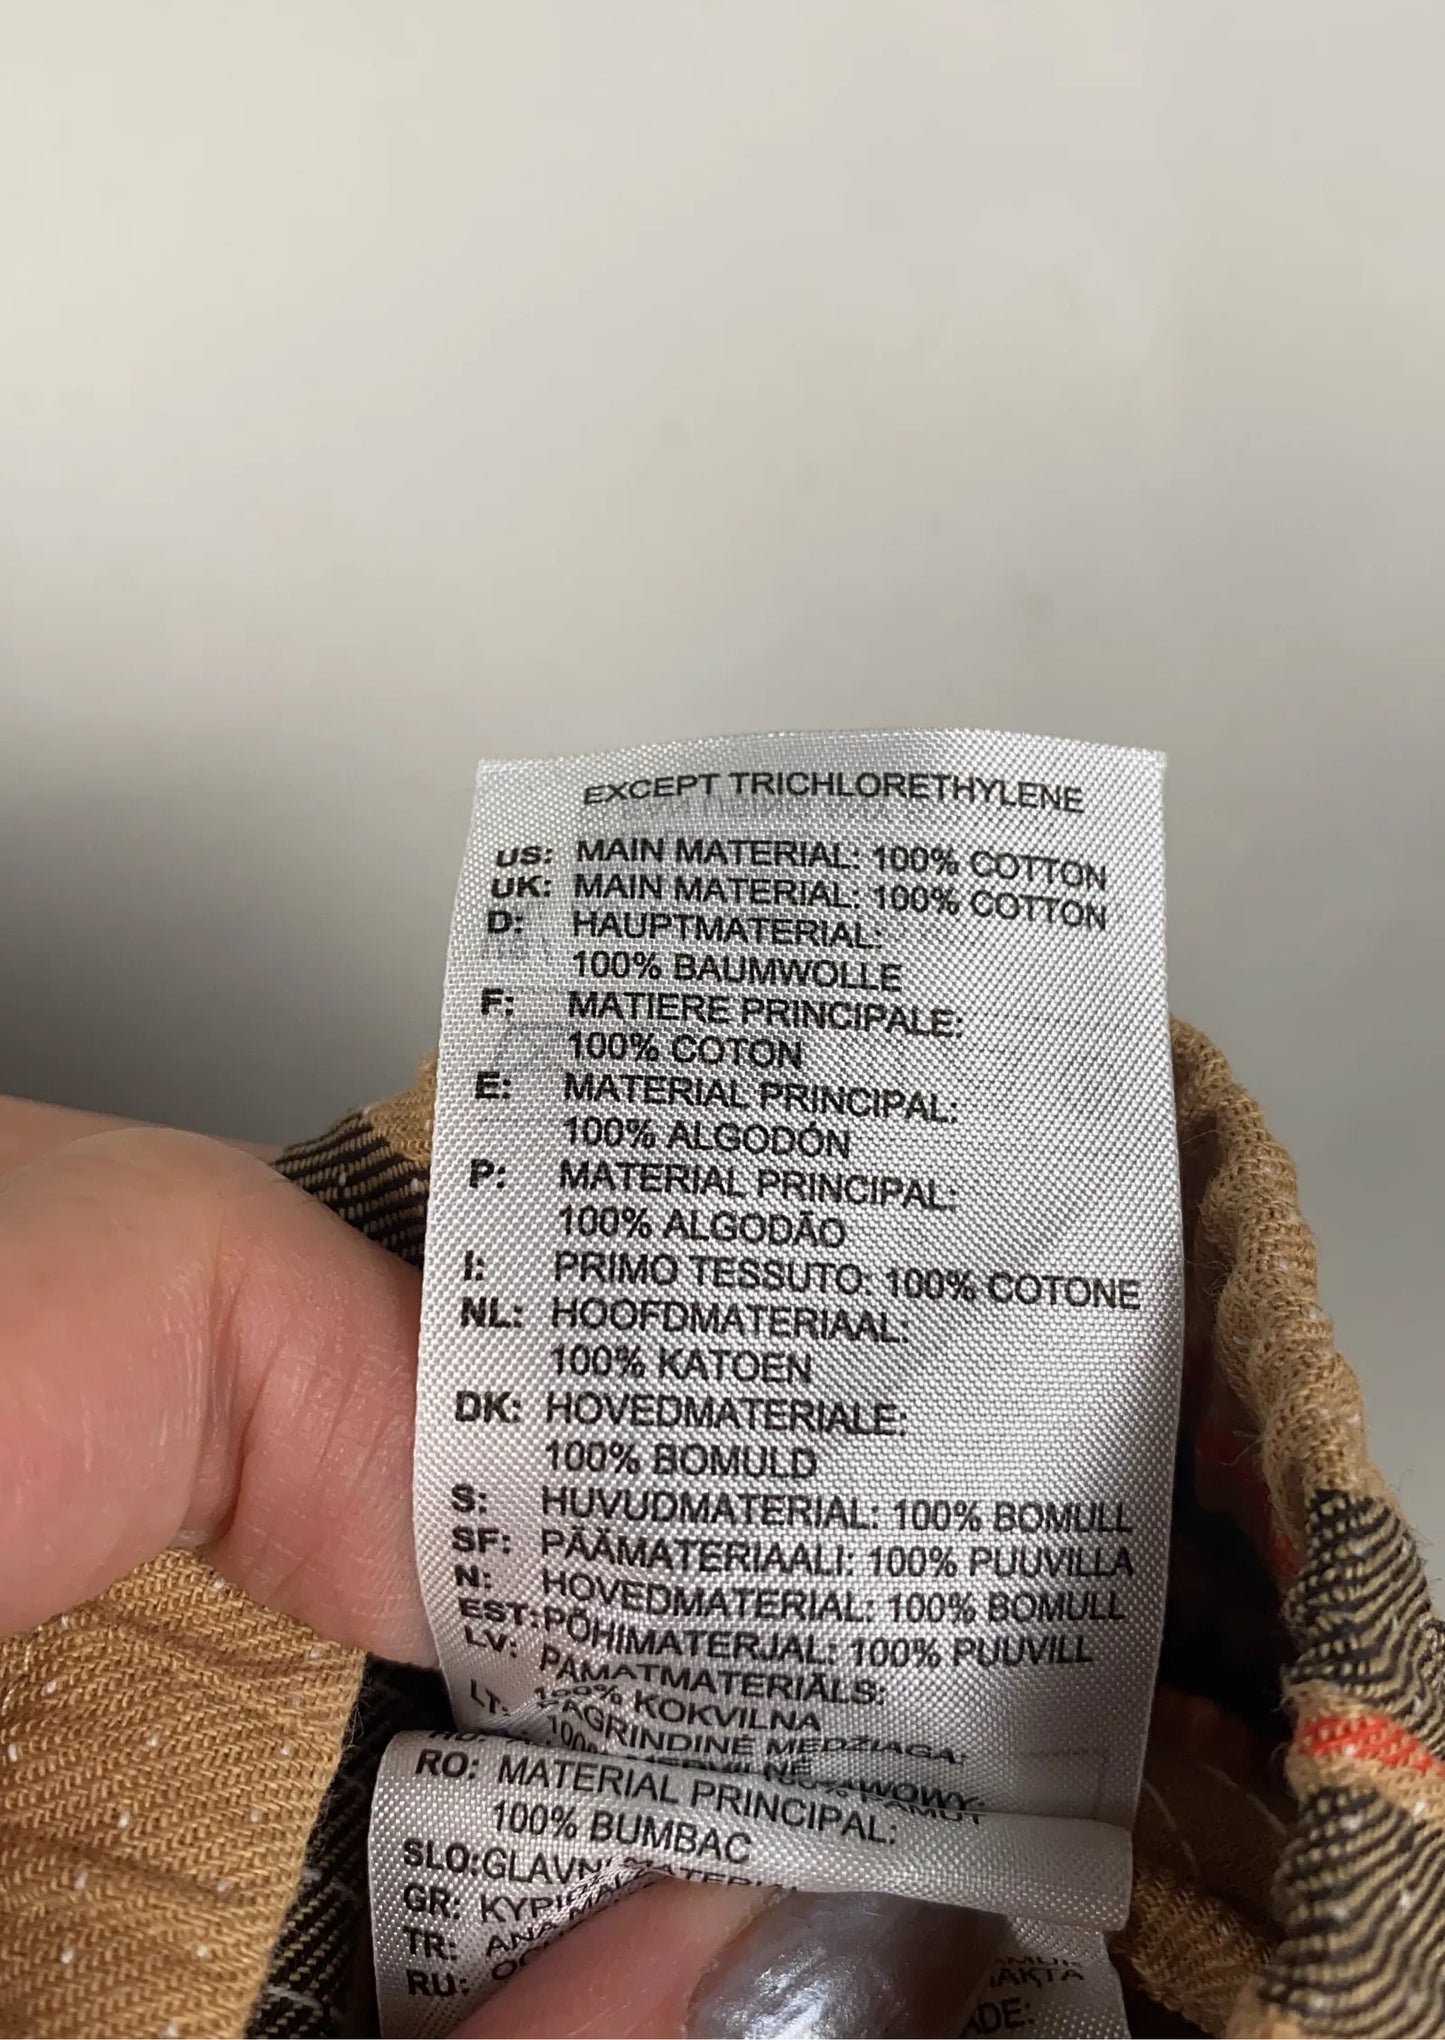 EXCEPT TRICHLORETHYLENE
US: MAIN MATERIAL: 100% COTTON
UK: MAIN MATERIAL: 100% COTTON
D: HAUPTMATERIAL:
100% BAUMWOLLE
F: MATIERE PRINCIPALE:
100% COTON
E: MATERIAL PRINCIPAL:
100% ALGODÓN
P: MATERIAL PRINCIPAL:
100% ALGODÃO
I: PRIMO TESSUTO: 100% COTONE
NL: HOOFDMATERIAAL:
100% KATOEN
DK: HOVEDMATERIALE:
100% BOMULD
S: HUVUDMATERIAL: 100% BOMULL
SF: PÄÄMATERIAALI: 100% PUUVILLA
N: HOVEDMATERIAL: 100% BOMULL
EST: PÕHIMATERJAL: 100% PUUVILL
LV: PAMATMATERIĀLS:
100% KOKVILNA
LT: PAGRINDINE MEDŽIAGA:
RO: MATERIAL PRINCIPAL:
100% BUMBAC
SLO:
GR:
TR:
RU: